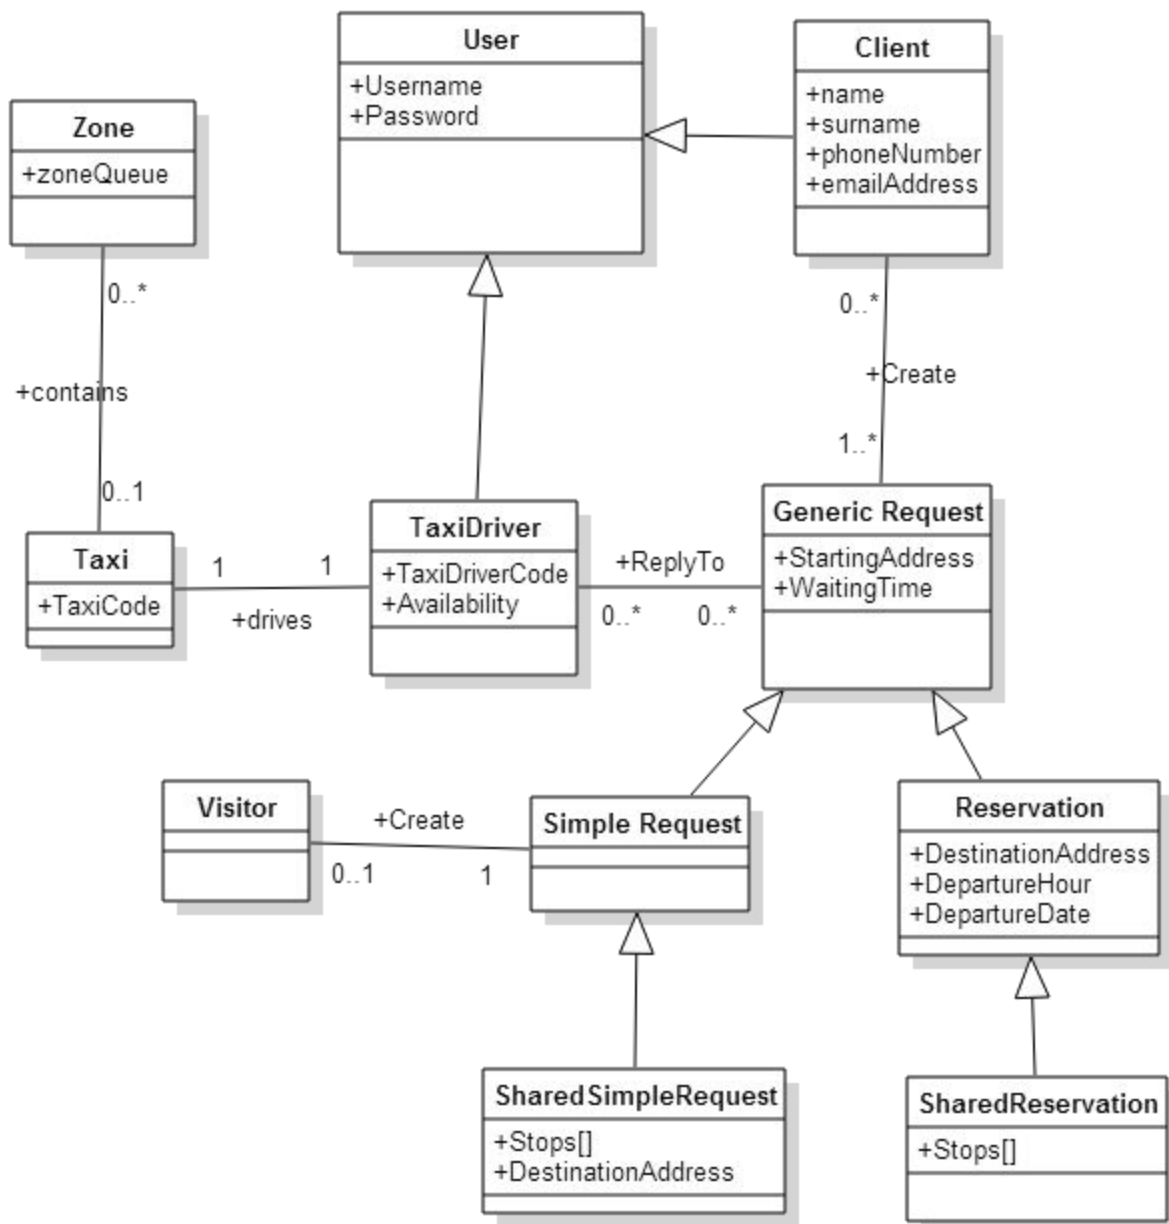 User
+Username
+Password
Client
+name
+surname
+phoneNumber
+emailAddress
Zone
+zoneQueue
0..*
+contains
0..1
0..*
+Create
1..*
Taxi
+TaxiCode
1
1
+drives
TaxiDriver
+TaxiDriverCode
+Availability
+ReplyTo
0..*
0..*
Generic Request
+StartingAddress
+WaitingTime
Visitor
+Create
0..1
1
Simple Request
Reservation
+DestinationAddress
+DepartureHour
+DepartureDate
SharedSimpleRequest
+Stops[]
+DestinationAddress
SharedReservation
+Stops[]